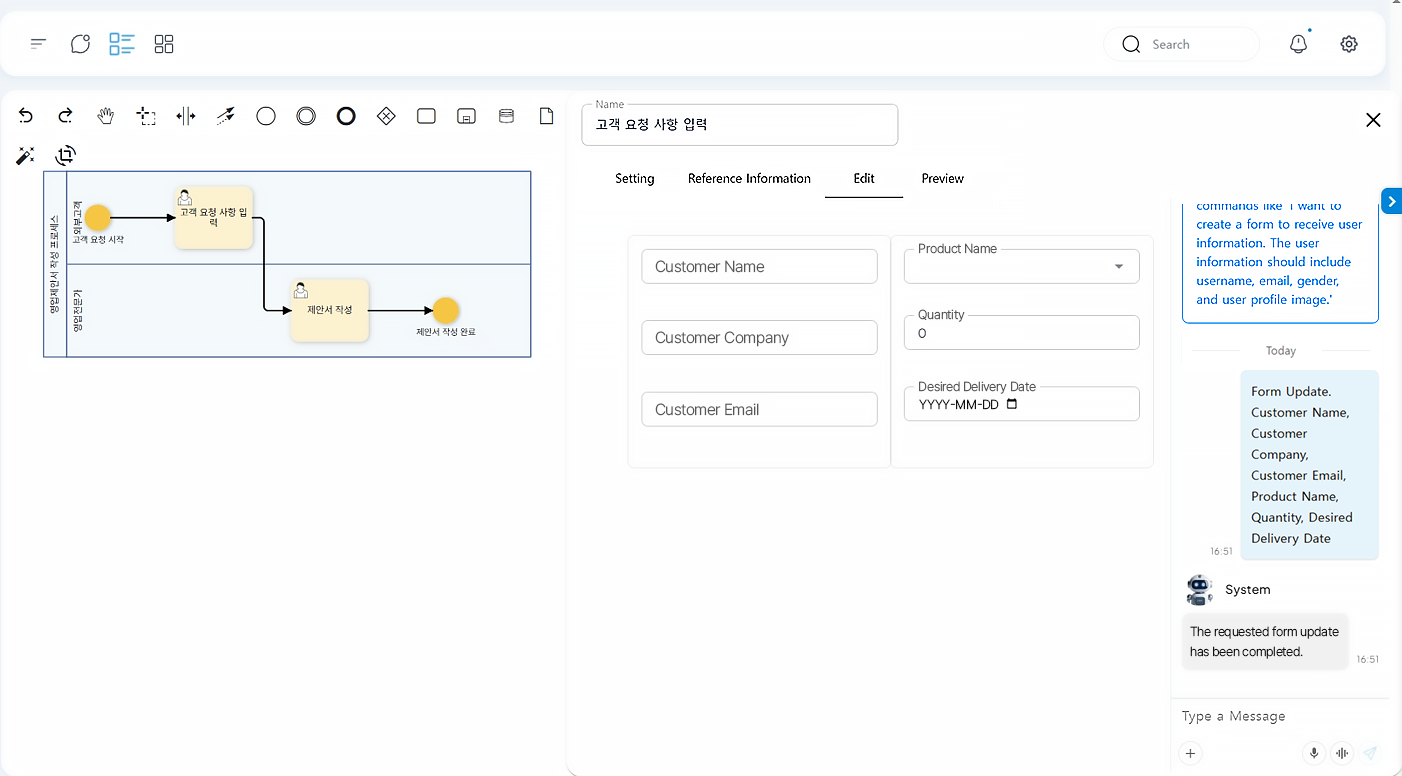 Search
Name
고객 요청 사항 입력
Setting
Reference Information
Edit
Preview
영업제안서 작성 프로세스
외부고객
고객 요청 시작
고객 요청 사항 입
력
영업전문가
제안서 작성
제안서 작성 완료
Customer Name
Customer Company
Customer Email
Product Name
Quantity
0
Desired Delivery Date
YYYY-MM-DD
commands like 'I want to
create a form to receive user
information. The user
information should include
username, email, gender,
and user profile image.'
Today
Form Update.
Customer Name,
Customer
Company,
Customer Email,
Product Name,
Quantity, Desired
Delivery Date
16:51
System
The requested form update
has been completed.
16:51
Type a Message